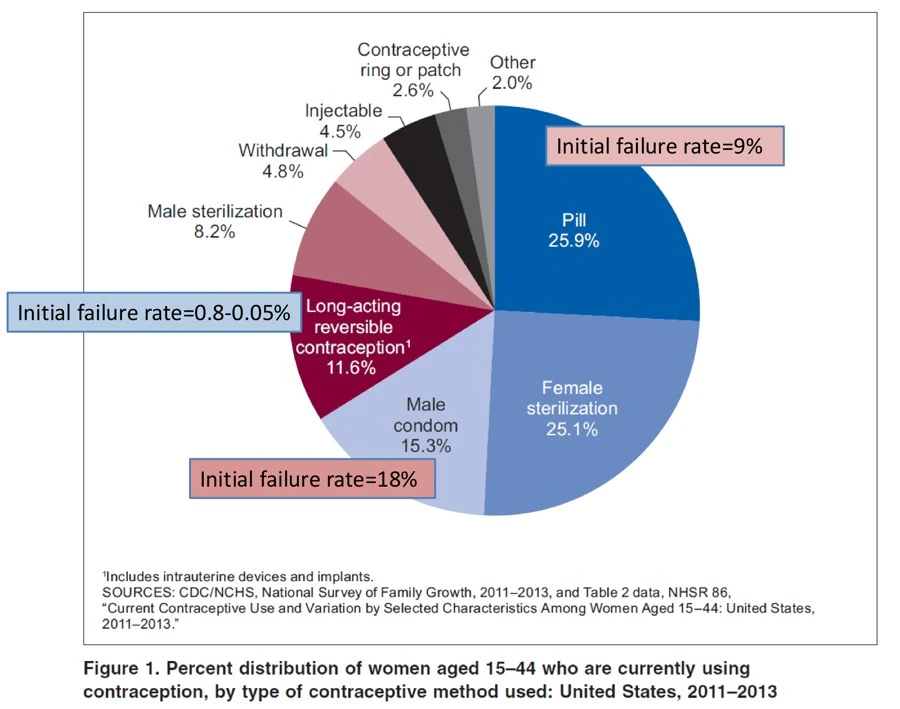 Contraceptive
ring or patch
2.6%
Other
2.0%
Injectable
4.5%
Withdrawal
4.8%
Male sterilization
8.2%
Initial failure rate=9%
Pill
25.9%
Initial failure rate=0.8-0.05%
Long-acting
reversible
contraception¹
11.6%
Female
sterilization
25.1%
Male
condom
15.3%
Initial failure rate=18%
¹Includes intrauterine devices and implants.
SOURCES: CDC/NCHS, National Survey of Family Growth, 2011–2013, and Table 2 data, NHSR 86,
“Current Contraceptive Use and Variation by Selected Characteristics Among Women Aged 15–44: United States,
2011–2013.”
Figure 1. Percent distribution of women aged 15–44 who are currently using
contraception, by type of contraceptive method used: United States, 2011–2013